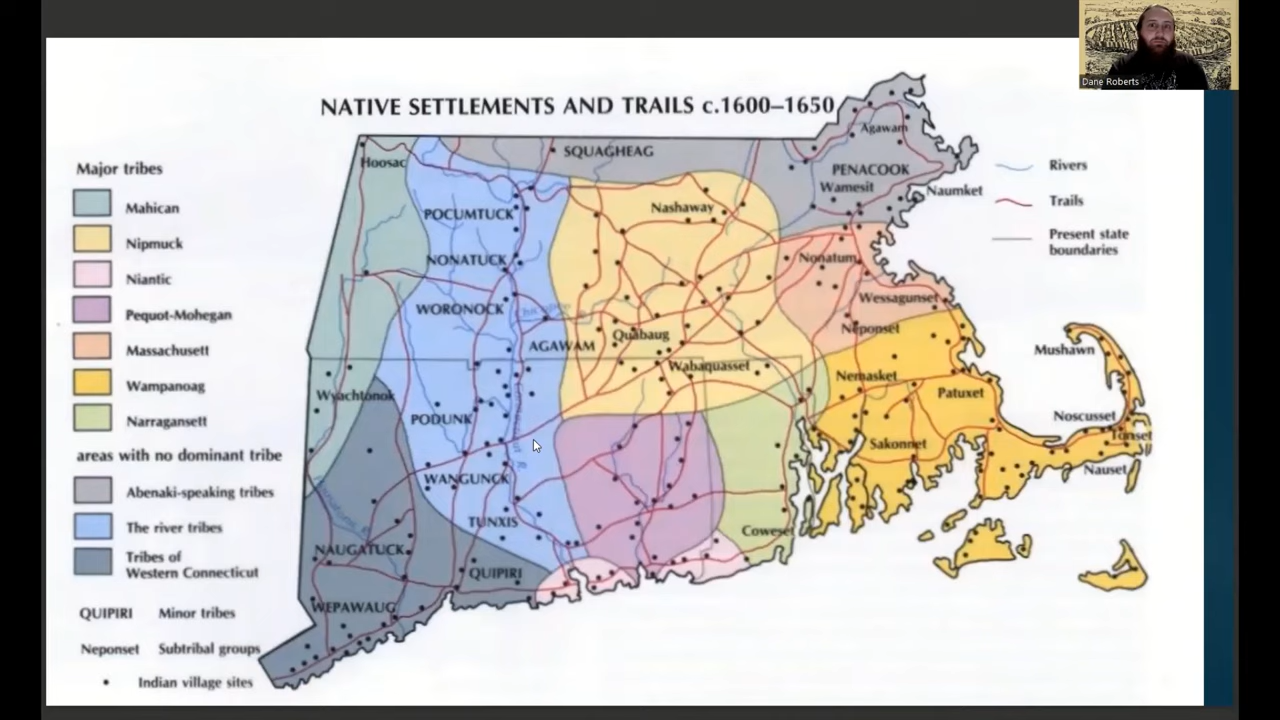 Dane Roberts
NATIVE SETTLEMENTS AND TRAILS c.1600–1650
Major tribes
Mahican
Nipmuck
Niantic
Pequot-Mohegan
Massachusett
Wampanoag
Narragansett
areas with no dominant tribe
Abenaki-speaking tribes
The river tribes
Tribes of
Western Connecticut
QUIPIRI Minor tribes
Neponset Subtribal groups
• Indian village sites
Rivers
Trails
Present state
boundaries
Hoosac
SQUAGHEAG
Agawam
PENACOOK
Wamesit
Naumket
POCUMTUCK
Nashaway
NONATUCK
Nonatum
WORONOCK
Wessagunset
Neponset
Quabaug
AGAWAM
Mushawn
Wabaquasset
Nemasket
Patuxet
Wyachtonok
Noscusset
PODUNK
Sakonnet
Tunset
Nauset
WANGUNCK
TUNXIS
Coweset
NAUGATUCK
QUIPIRI
WEPAWAUG